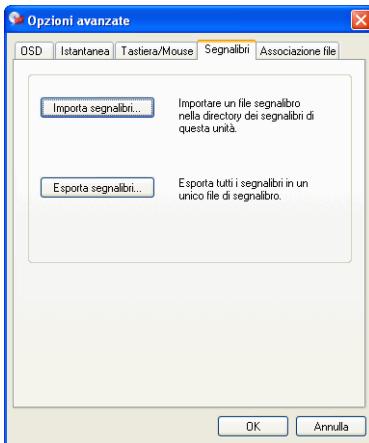 Opzioni avanzate
OSD Istantanea Tastiera/Mouse Segnalibri Associazione file
Importa segnalibri...
Importare un file segnalibro
nella directory dei segnalibri di
questa unità.
Esporta segnalibri...
Esporta tutti i segnalibri in un
unico file di segnalibro.
OK Annulla